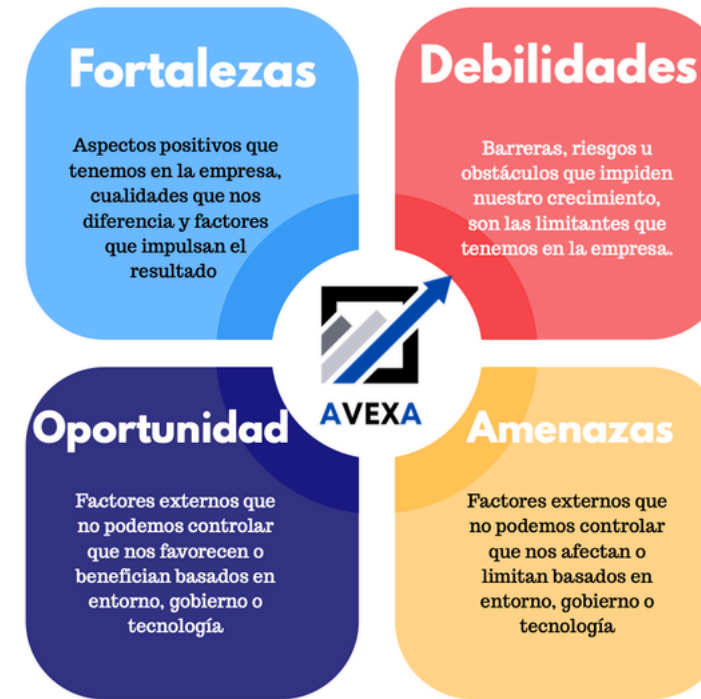 Fortalezas
Aspectos positivos que
tenemos en la empresa,
cualidades que nos
diferencia y factores
que impulsan el
resultado
Debilidades
Barreras, riesgos u
obstáculos que impiden
nuestro crecimiento,
son las limitantes que
tenemos en la empresa.
AVEXA
Oportunidad
Factores externos que
no podemos controlar
que nos favorecen o
benefician basados en
entorno, gobierno o
tecnología
Amenazas
Factores externos que
no podemos controlar
que nos afectan o
limitan basados en
entorno, gobierno o
tecnología